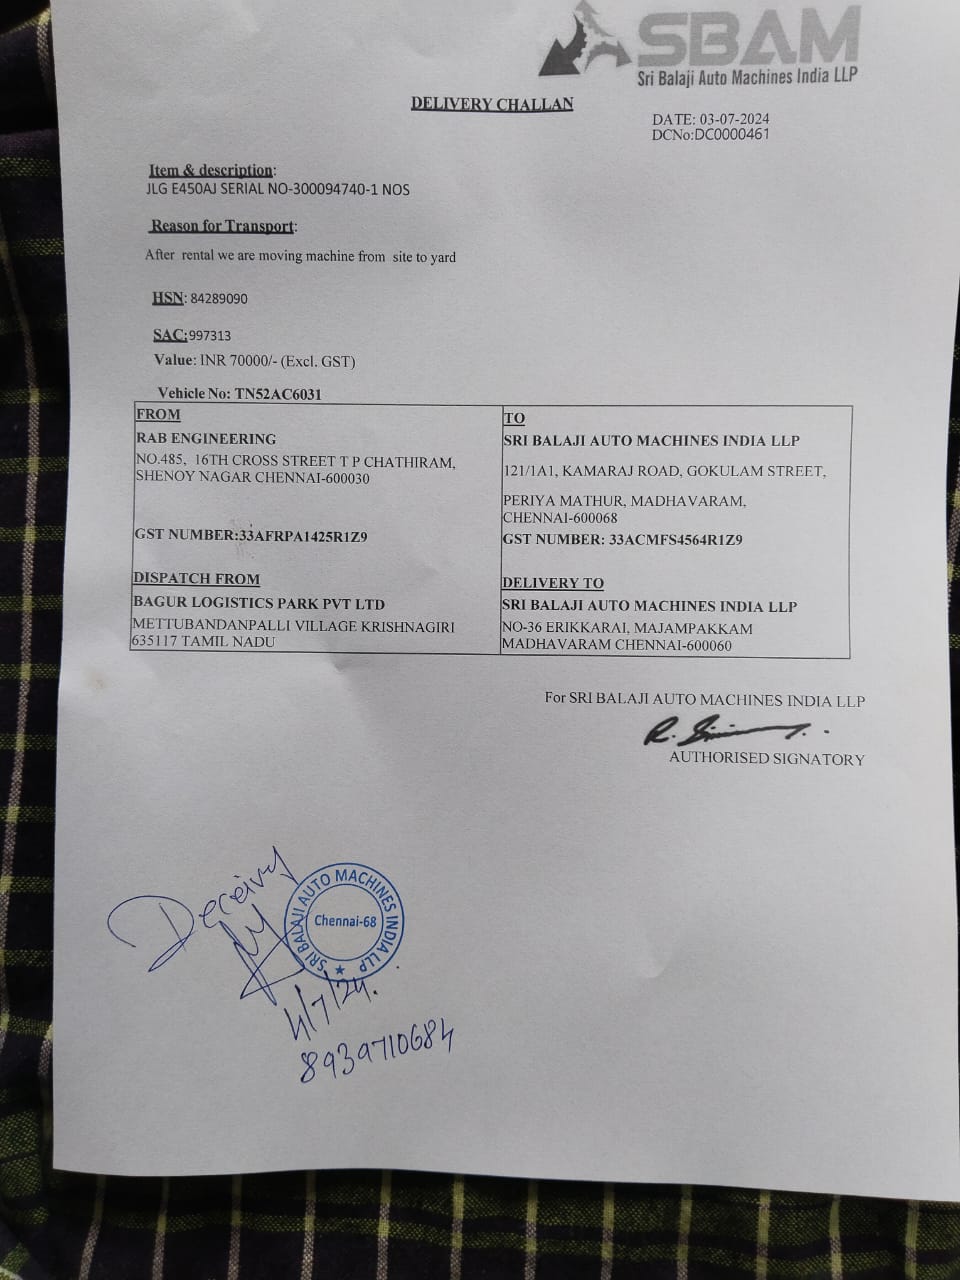 SBAM
Sri Balaji Auto Machines India LLP
DELIVERY CHALLAN
DATE: 03-07-2024
DCNo:DC0000461
Item & description:
JLG E450AJ SERIAL NO-300094740-1 NOS
Reason for Transport:
After rental we are moving machine from site to yard
HSN: 84289090
SAC:997313
Value: INR 70000/- (Excl. GST)
Vehicle No: TN52AC6031
FROM
RAB ENGINEERING
NO.485, 16TH CROSS STREET T P CHATHIRAM,
SHENOY NAGAR CHENNAI-600030
GST NUMBER:33AFRPA1425R1Z9
DISPATCH FROM
BAGUR LOGISTICS PARK PVT LTD
METTUBANDANPALLI VILLAGE KRISHNAGIRI
635117 TAMIL NADU
TO
SRI BALAJI AUTO MACHINES INDIA LLP
121/1A1, KAMARAJ ROAD, GOKULAM STREET,
PERIYA MATHUR, MADHAVARAM,
CHENNAI-600068
GST NUMBER: 33ACMFS4564R1Z9
DELIVERY TO
SRI BALAJI AUTO MACHINES INDIA LLP
NO-36 ERIKKARAI, MAJAMPAKKAM
MADHAVARAM CHENNAI-600060
For SRI BALAJI AUTO MACHINES INDIA LLP
AUTHORISED SIGNATORY
SRI BALAJI AUTO MACHINES INDIA LLP
Chennai-68
4/7/24.
8939710684